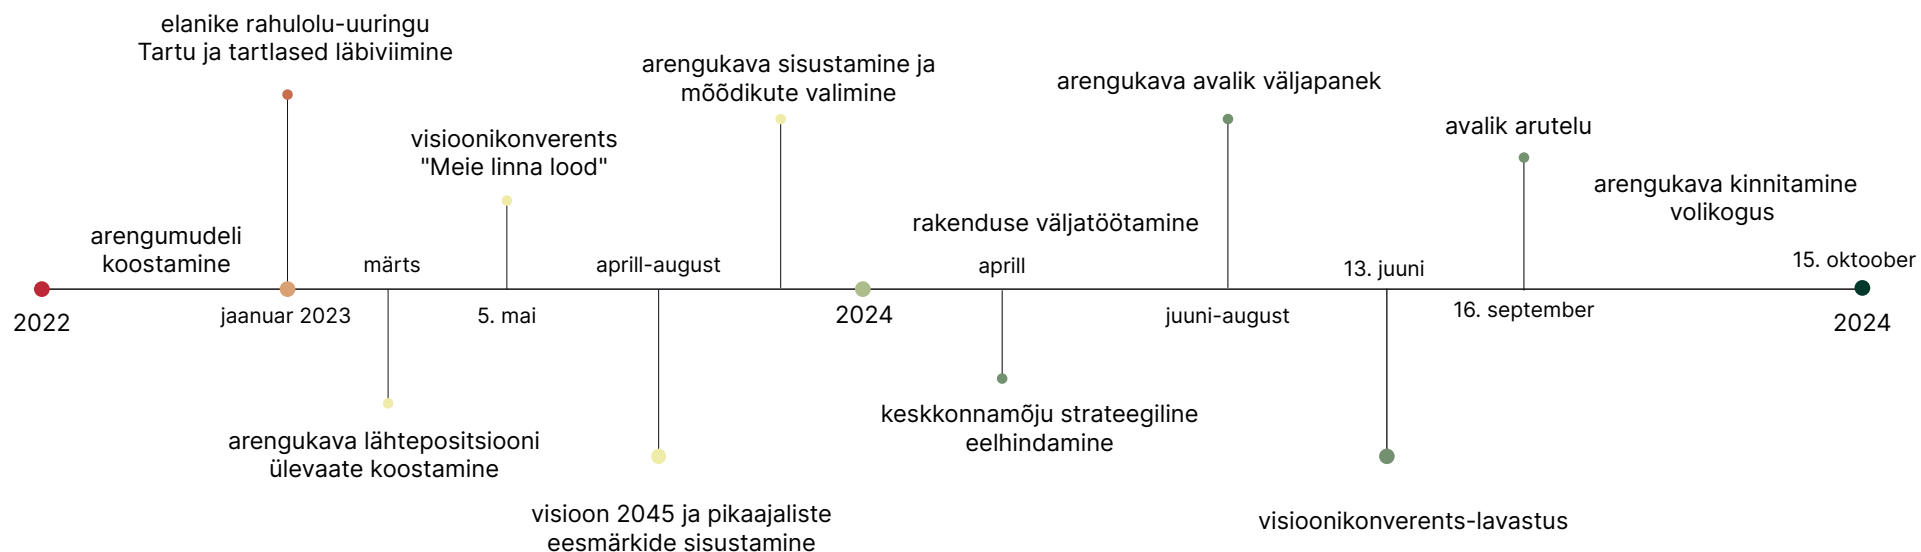 elanike rahulolu-uuringu
Tartu ja tartlased läbiviimine
arengukava sisustamine ja
mõõdikute valimine
arengukava avalik väljapanek
visioonikonverents
"Meie linna lood"
avalik arutelu
arengukava kinnitamine
volikogus
arengumudeli
koostamine
rakenduse väljatöötamine
märts
aprill-august
aprill
13. juuni
15. oktoober
2022
jaanuar 2023
5. mai
2024
juuni-august
16. september
2024
arengukava lähtepositsiooni
ülevaate koostamine
keskkonnamõju strateegiline
eelhindamine
visioon 2045 ja pikaajaliste
eesmärkide sisustamine
visioonikonverents-lavastus